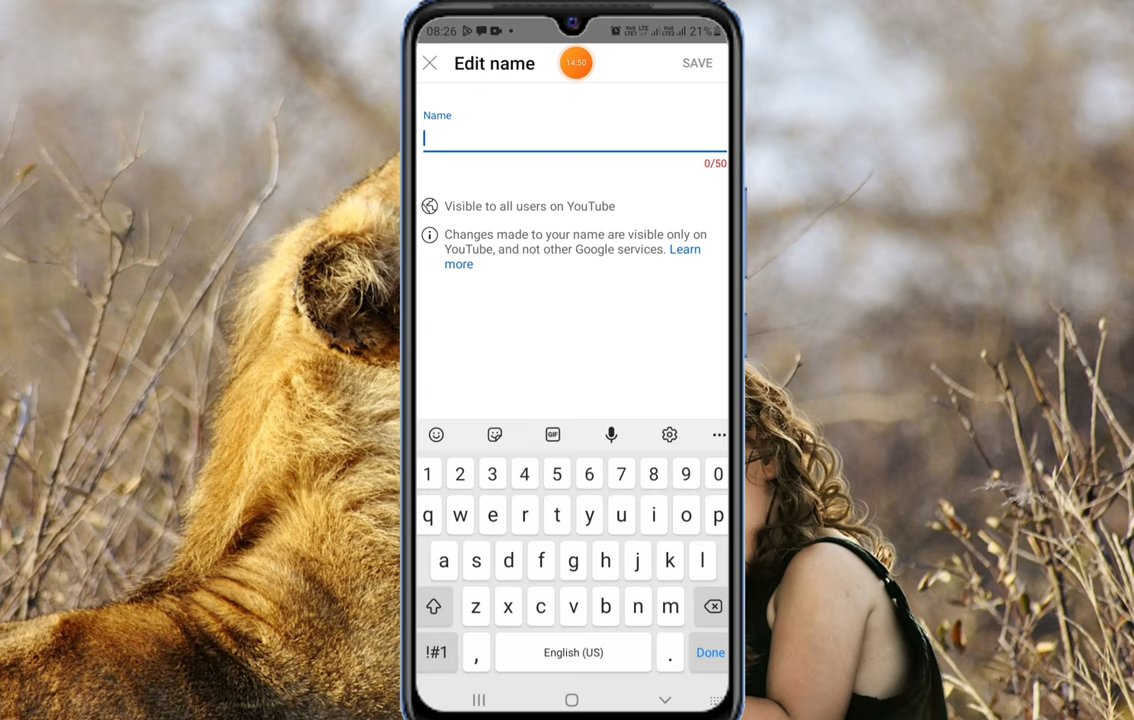 08:26 21%
Edit name 14:50 SAVE
Name
0/50
Visible to all users on YouTube
Changes made to your name are visible only on
YouTube, and not other Google services. Learn
more
GIF
1 2 3 4 5 6 7 8 9 0
q w e r t y u i o p
a s d f g h j k l
z x c v b n m
!#1 , English (US) . Done